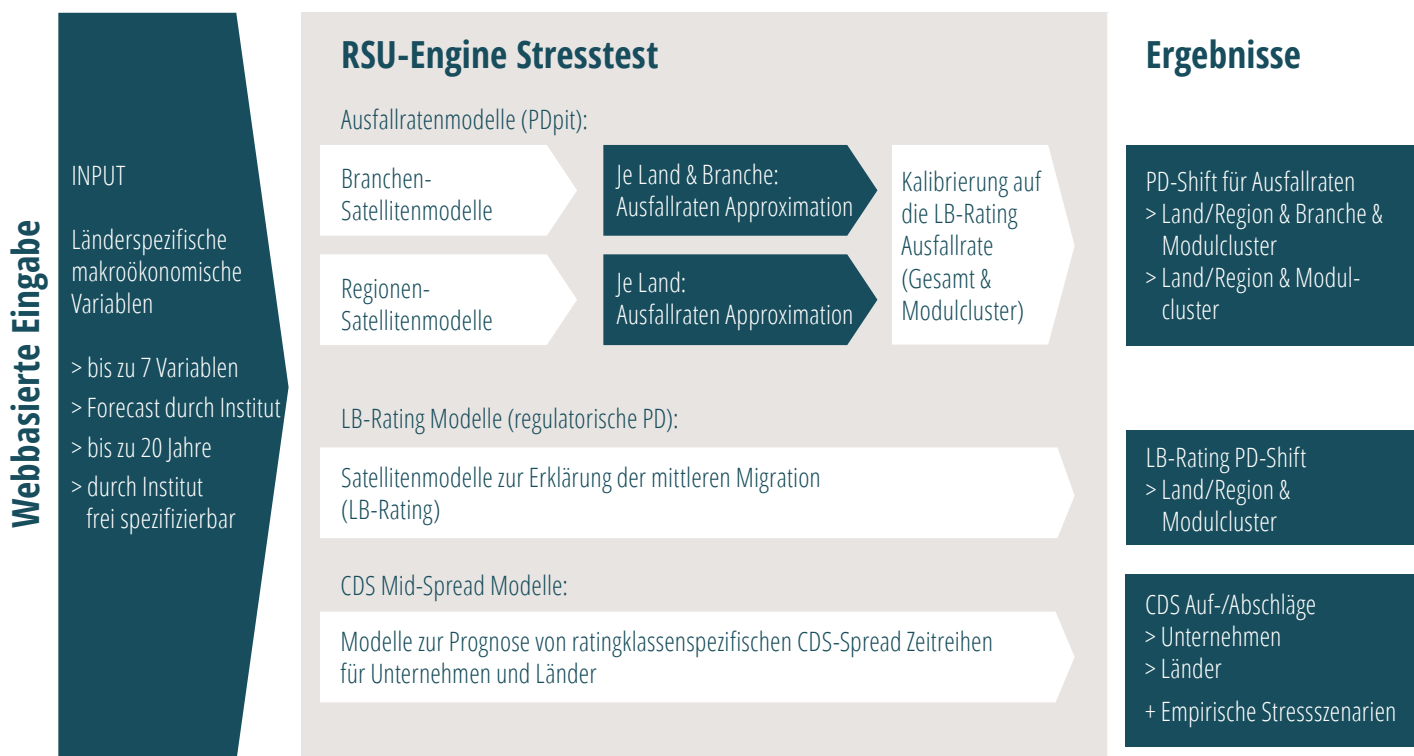 Webbasierte Eingabe
INPUT
Länderspezifische
makroökonomische
Variablen
> bis zu 7 Variablen
> Forecast durch Institut
> bis zu 20 Jahre
> durch Institut
frei spezifizierbar
RSU-Engine Stresstest
Ausfallratenmodelle (PDpit):
Branchen-
Satellitenmodelle
Je Land & Branche:
Ausfallraten Approximation
Regionen-
Satellitenmodelle
Je Land:
Ausfallraten Approximation
Kalibrierung auf
die LB-Rating
Ausfallrate
(Gesamt &
Modulcluster)
LB-Rating Modelle (regulatorische PD):
Satellitenmodelle zur Erklärung der mittleren Migration
(LB-Rating)
CDS Mid-Spread Modelle:
Modelle zur Prognose von ratingklassenspezifischen CDS-Spread Zeitreihen
für Unternehmen und Länder
Ergebnisse
PD-Shift für Ausfallraten
> Land/Region & Branche &
Modulcluster
> Land/Region & Modul-
cluster
LB-Rating PD-Shift
> Land/Region &
Modulcluster
CDS Auf-/Abschläge
> Unternehmen
> Länder
+ Empirische Stressszenarien